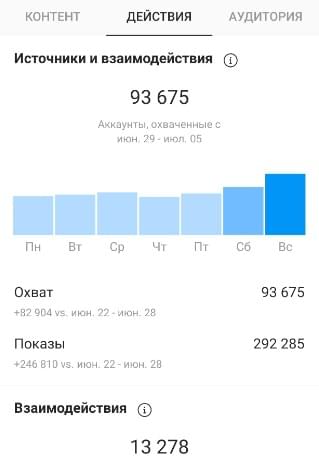 КОНТЕНТ ДЕЙСТВИЯ АУДИТОРИЯ
Источники и взаимодействия
93 675
Аккаунты, охваченные с
июн. 29 - июл. 05
Пн Вт Ср Чт Пт Сб Вс
Охват 93 675
+82 904 vs. июн. 22 - июн. 28
Показы 292 285
+246 810 vs. июн. 22 - июн. 28
Взаимодействия
13 278